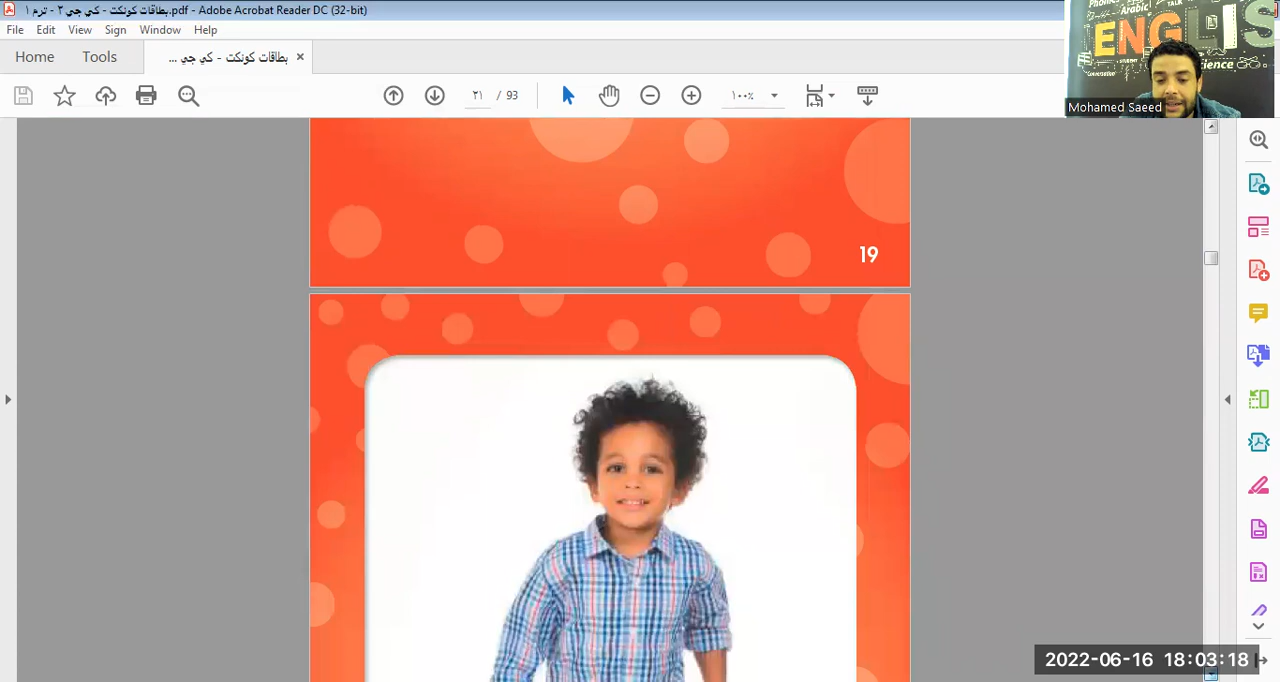 بطاقات كونكت - كي جي ٢ - ترم ١.pdf - Adobe Acrobat Reader DC (32-bit)
File Edit View Sign Window Help
Home Tools بطاقات كونكت - كي جي ... ×
٢١ / 93 ١٠٠٪
ENGLIS
TALK
Mohamed Saeed
19
2022-06-16 18:03:18